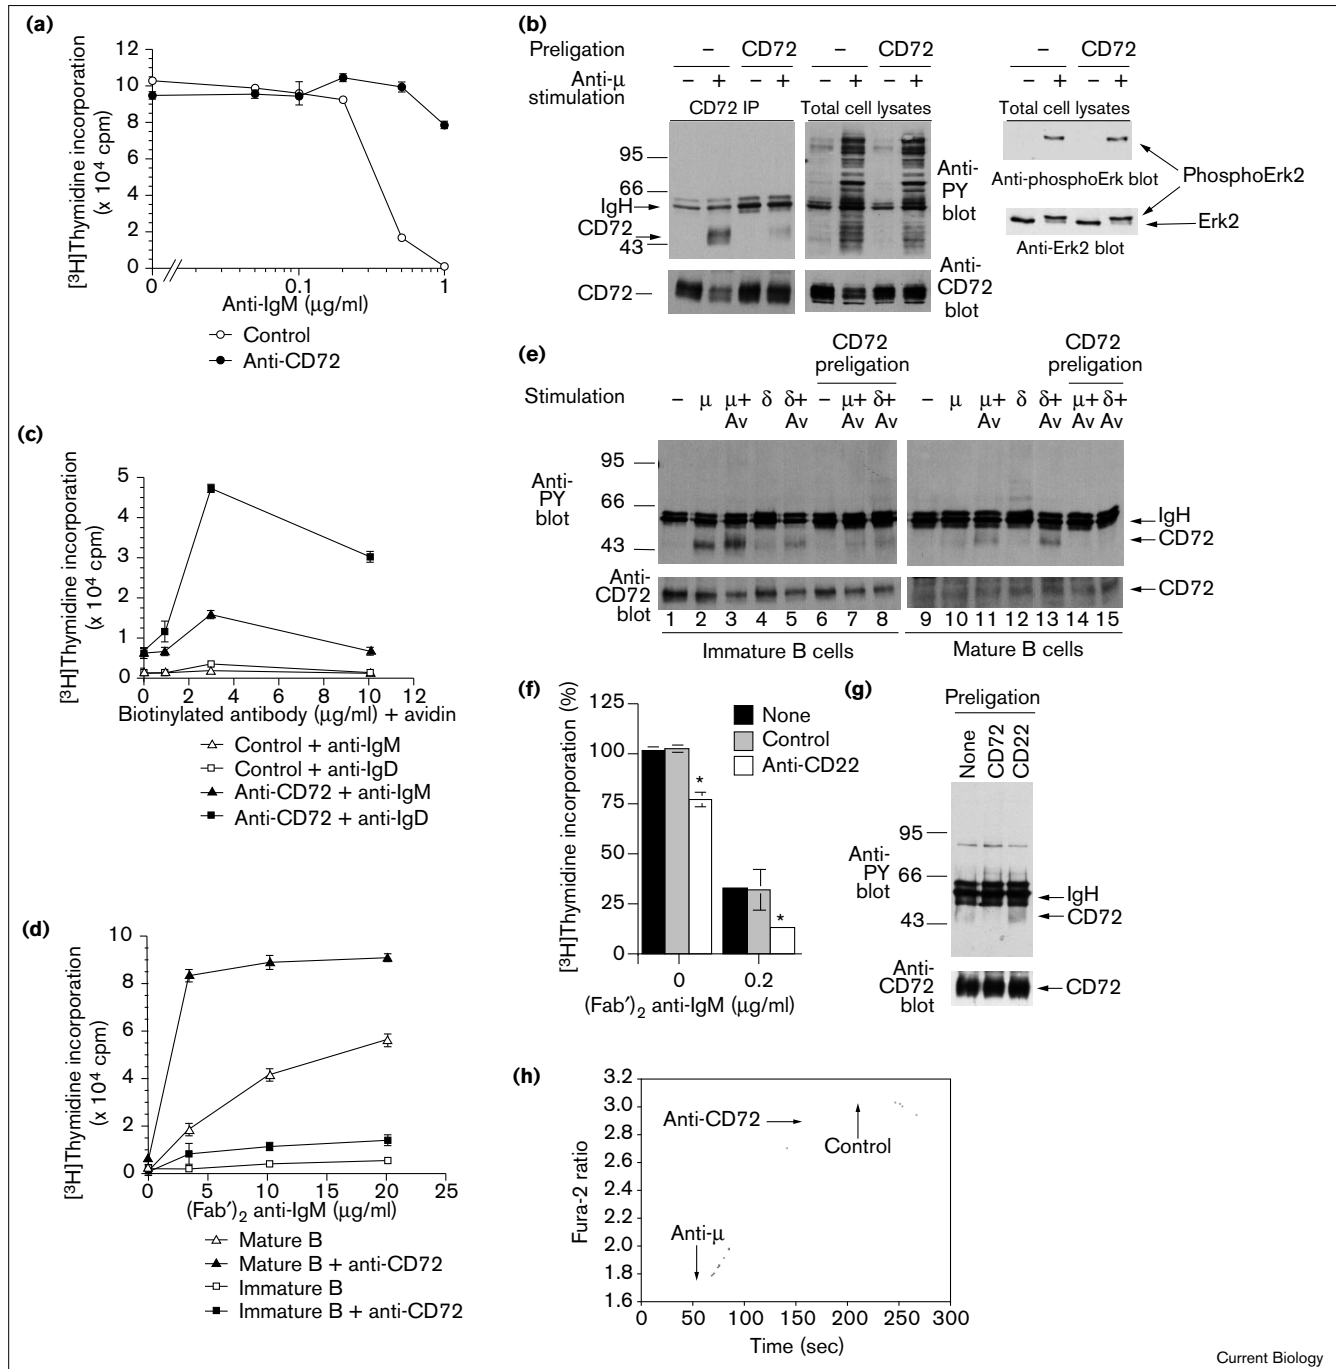 (a)
[³H]Thymidine incorporation
(x 10⁴ cpm)
12
10
8
6
4
2
0
0
0.1
1
Anti-IgM (μg/ml)
Control
Anti-CD72
(b)
Preligation – CD72 – CD72 – CD72
Anti-μ stimulation – + – + – + – + – + – +
CD72 IP
Total cell lysates
Total cell lysates
95
66
IgH
CD72
43
Anti-PY blot
CD72
Anti-CD72 blot
Anti-phosphoErk blot
PhosphoErk2
Erk2
Anti-Erk2 blot
(c)
[³H]Thymidine incorporation
(x 10⁴ cpm)
5
4
3
2
1
0
0 2 4 6 8 10 12
Biotinylated antibody (μg/ml) + avidin
Control + anti-IgM
Control + anti-IgD
Anti-CD72 + anti-IgM
Anti-CD72 + anti-IgD
(d)
[³H]Thymidine incorporation
(x 10⁴ cpm)
10
8
6
4
2
0
0 5 10 15 20 25
(Fab′)₂ anti-IgM (μg/ml)
Mature B
Mature B + anti-CD72
Immature B
Immature B + anti-CD72
(e)
CD72 preligation
CD72 preligation
Stimulation – μ μ+ δ δ+ – μ+ δ+ – μ μ+ δ δ+ μ+ δ+
Av Av Av Av Av Av Av Av
95
66
43
Anti-PY blot
IgH
CD72
Anti-CD72 blot
CD72
1 2 3 4 5 6 7 8 9 10 11 12 13 14 15
Immature B cells
Mature B cells
(f)
[³H]Thymidine incorporation (%)
125
100
75
50
25
0
None
Control
Anti-CD22
*
*
0
0.2
(Fab′)₂ anti-IgM (μg/ml)
(g)
Preligation
None
CD72
CD22
95
66
43
Anti-PY blot
IgH
CD72
Anti-CD72 blot
CD72
(h)
Fura-2 ratio
3.2
3.0
2.8
2.6
2.4
2.2
2.0
1.8
1.6
Anti-CD72
Control
Anti-μ
0 50 100 150 200 250 300
Time (sec)
Current Biology